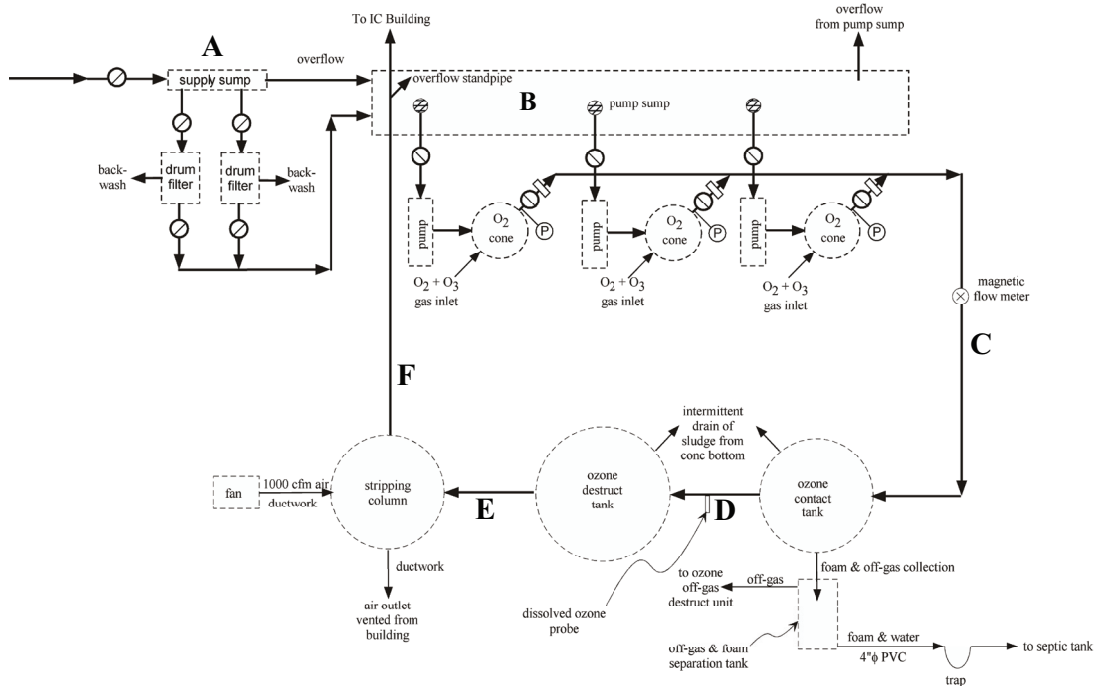 To IC Building
overflow
from pump sump
A
overflow
supply sump
overflow standpipe
B
pump sump
back-
wash
drum
filter
drum
filter
back-
wash
pump
O2
cone
P
O2 + O3
gas inlet
pump
O2
cone
P
O2 + O3
gas inlet
pump
O2
cone
P
O2 + O3
gas inlet
magnetic
flow meter
C
F
intermittent
drain of
sludge from
cone bottom
fan
1000 cfm air
ductwork
stripping
column
E
ozone
destruct
tank
D
ozone
contact
tank
ductwork
air outlet
vented from
building
dissolved ozone
probe
to ozone
off-gas
destruct unit
off-gas
foam & off-gas collection
off-gas & foam
separation tank
foam & water
4"ϕ PVC
trap
to septic tank